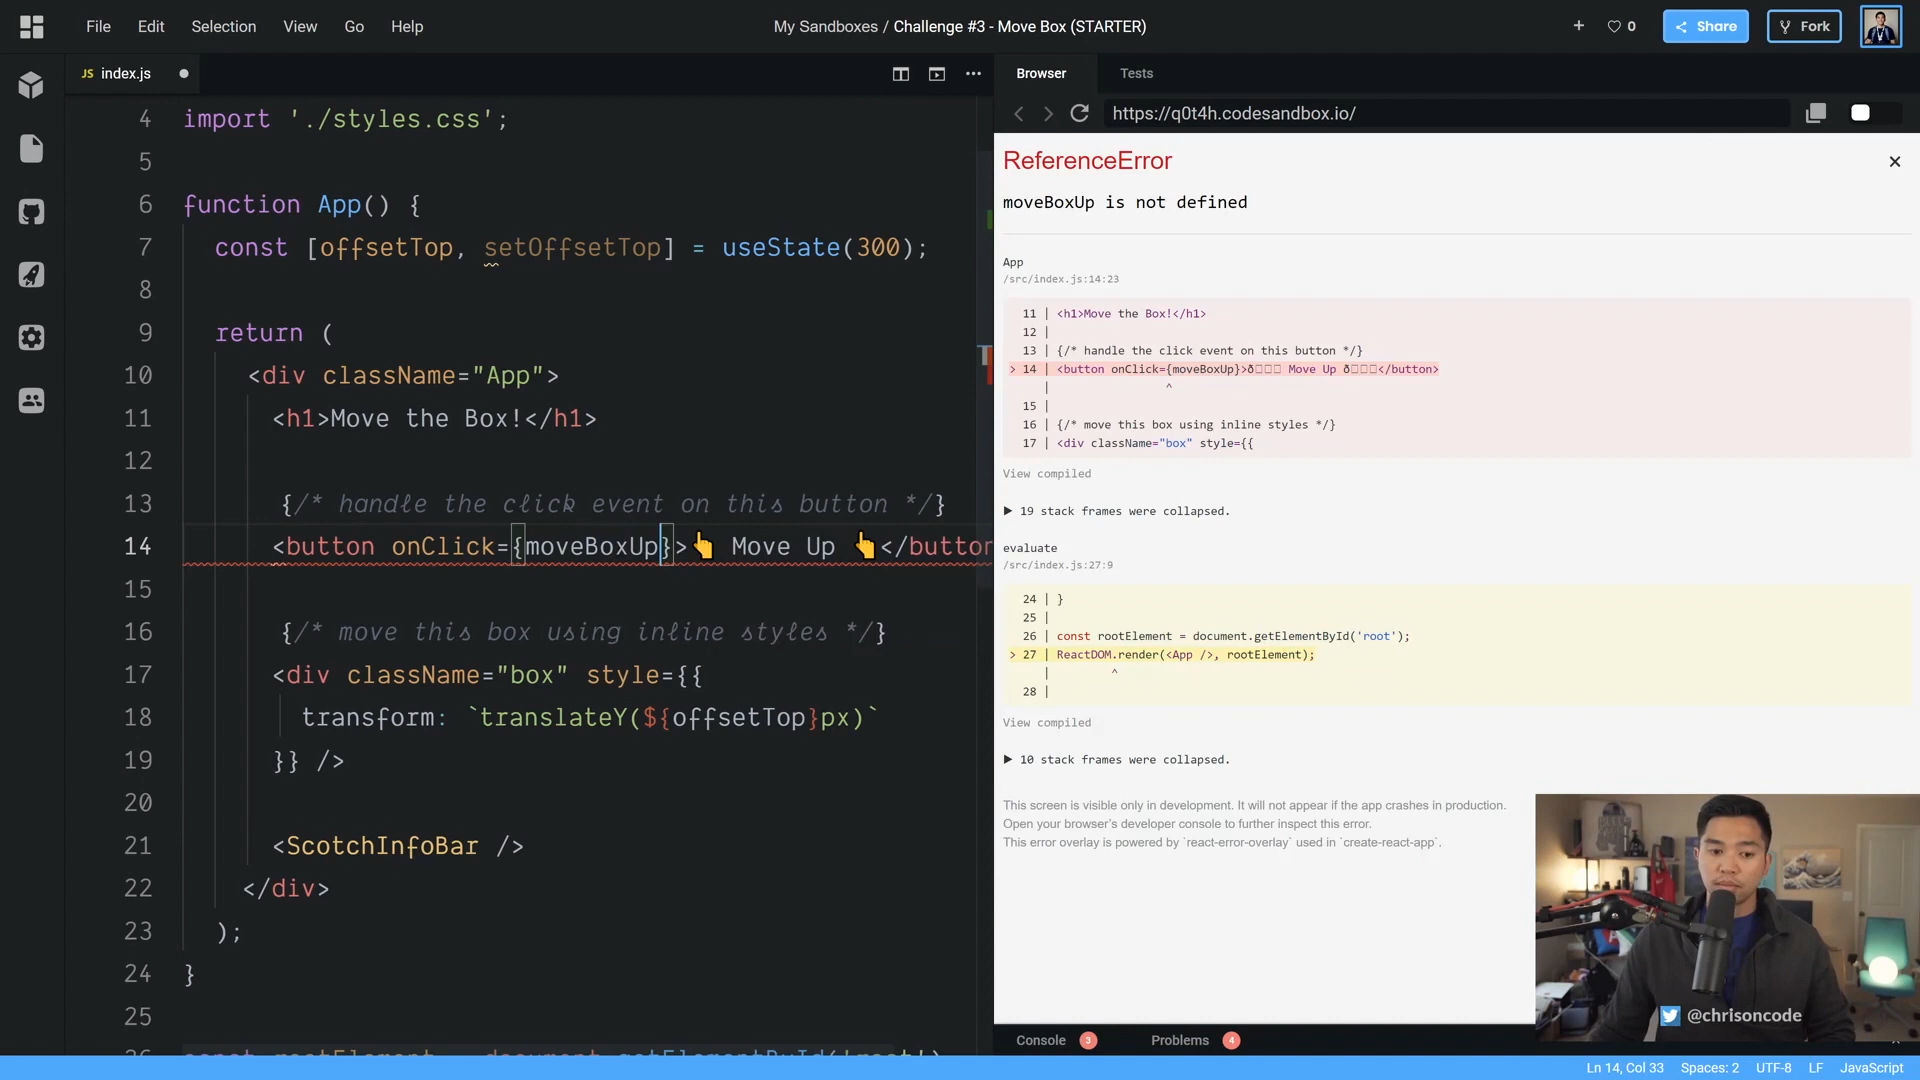 File Edit Selection View Go Help
My Sandboxes / Challenge #3 - Move Box (STARTER)
+ 0 Share Fork
JS index.js
4 import './styles.css';
5
6 function App() {
7 const [offsetTop, setOffsetTop] = useState(300);
8
9 return (
10 <div className="App">
11 <h1>Move the Box!</h1>
12
13 {/* handle the click event on this button */}
14 <button onClick={moveBoxUp}>👆 Move Up 👆</button
15
16 {/* move this box using inline styles */}
17 <div className="box" style={{
18 transform: `translateY(${offsetTop}px)`
19 }} />
20
21 <ScotchInfoBar />
22 </div>
23 );
24 }
25
26 const rootElement = document.getElementById('root')
Browser Tests
https://q0t4h.codesandbox.io/
ReferenceError
moveBoxUp is not defined
App
/src/index.js:14:23
11 | <h1>Move the Box!</h1>
12 |
13 | {/* handle the click event on this button */}
> 14 | <button onClick={moveBoxUp}>ð Move Up ð</button>
| ^
15 |
16 | {/* move this box using inline styles */}
17 | <div className="box" style={{
View compiled
▶ 19 stack frames were collapsed.
evaluate
/src/index.js:27:9
24 | }
25 |
26 | const rootElement = document.getElementById('root');
> 27 | ReactDOM.render(<App />, rootElement);
| ^
28 |
View compiled
▶ 10 stack frames were collapsed.
This screen is visible only in development. It will not appear if the app crashes in production.
Open your browser's developer console to further inspect this error.
This error overlay is powered by `react-error-overlay` used in `create-react-app`.
@chrisoncode
Console 3 Problems 4
Ln 14, Col 33 Spaces: 2 UTF-8 LF JavaScript